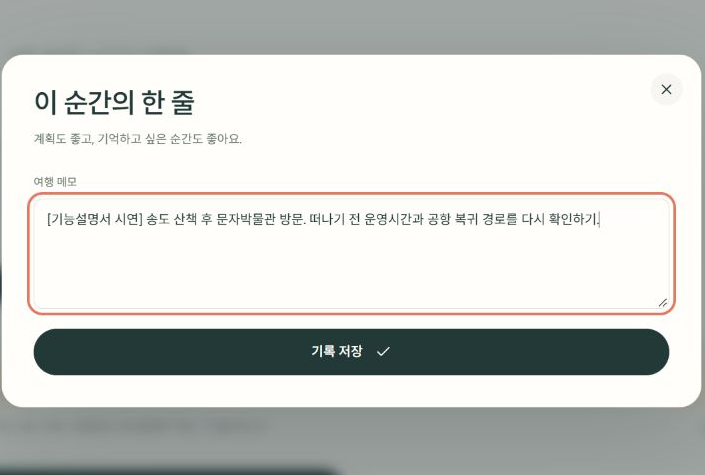 이 순간의 한 줄
계획도 좋고, 기억하고 싶은 순간도 좋아요.
여행 메모
[기능설명서 시연] 송도 산책 후 문자박물관 방문. 떠나기 전 운영시간과 공항 복귀 경로를 다시 확인하기.
기록 저장